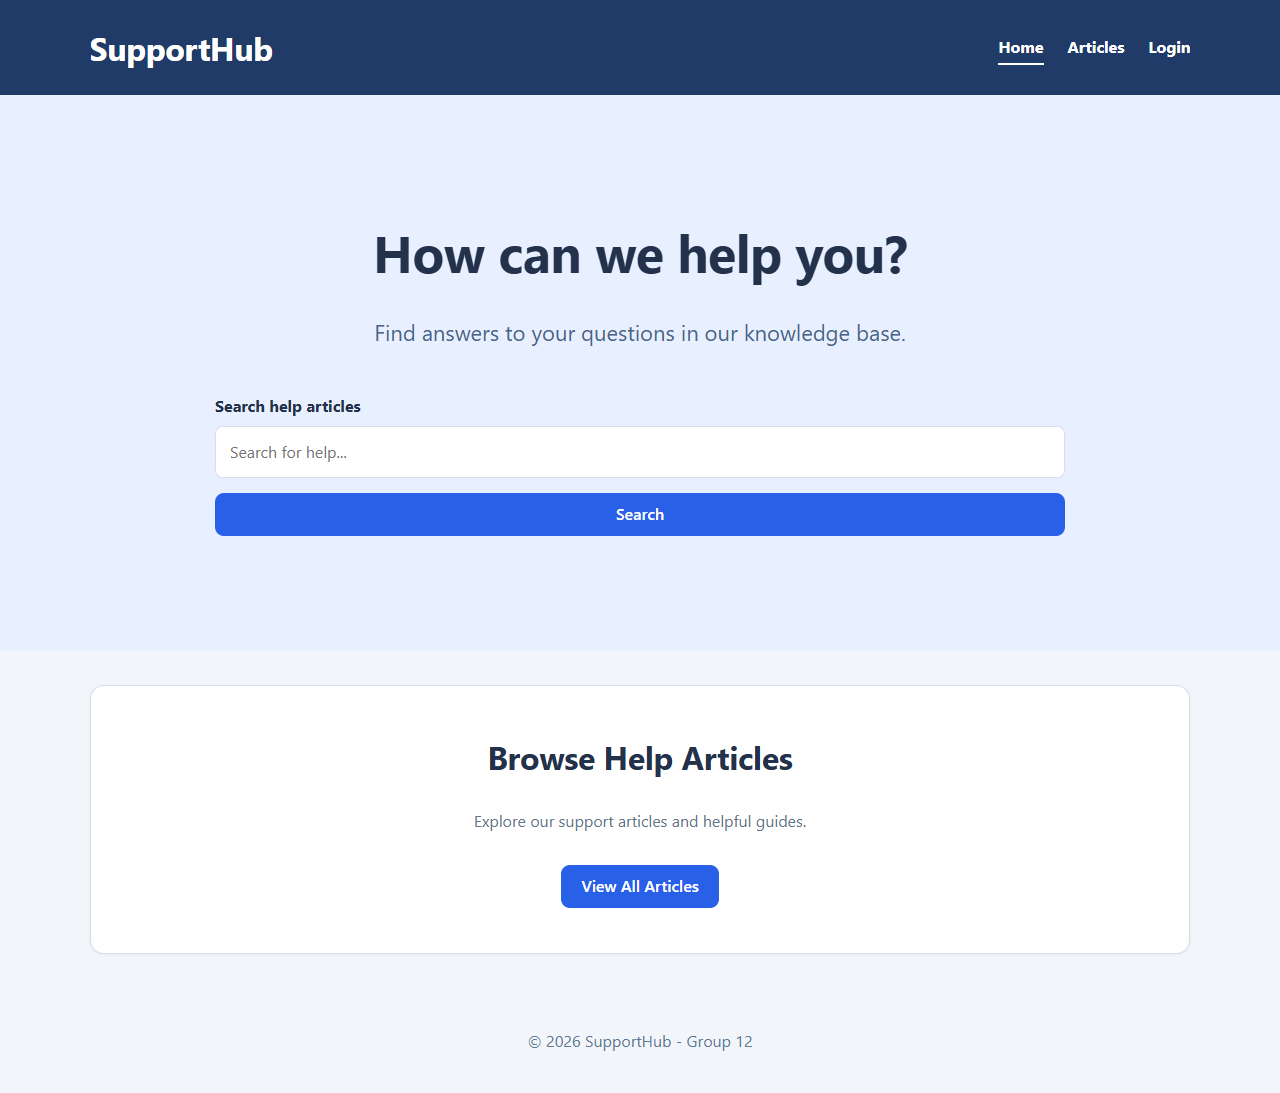 SupportHub
Home Articles Login
How can we help you?
Find answers to your questions in our knowledge base.
Search help articles
Search for help...
Search
Browse Help Articles
Explore our support articles and helpful guides.
View All Articles
© 2026 SupportHub - Group 12